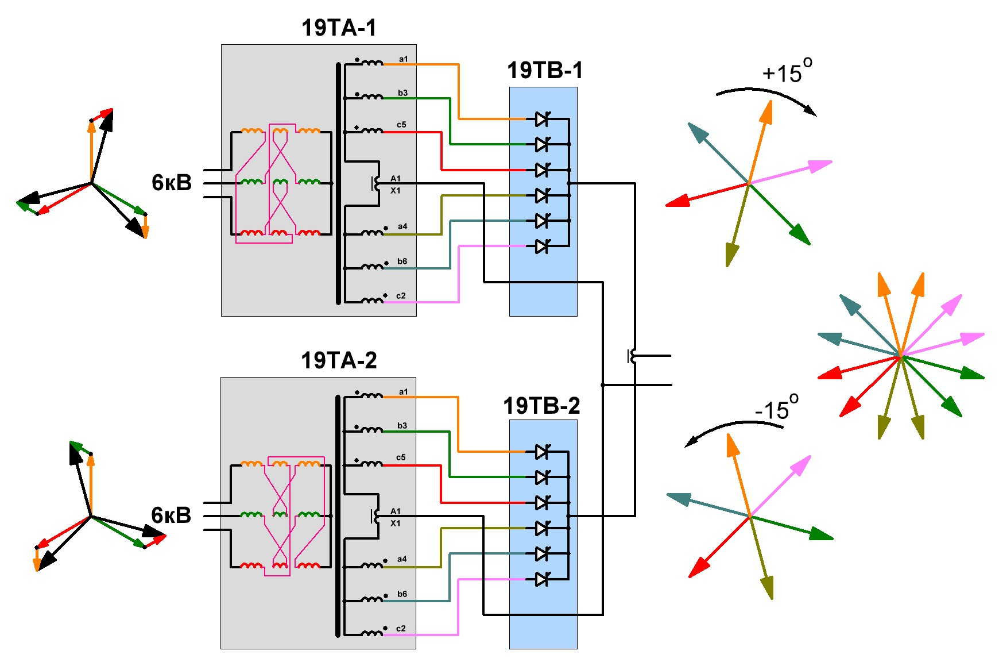 19TA-1
a1
b3
c5
A1
X1
a4
b6
c2
6кВ
19TB-1
+15°
19TA-2
a1
b3
c5
A1
X1
a4
b6
c2
6кВ
19TB-2
-15°